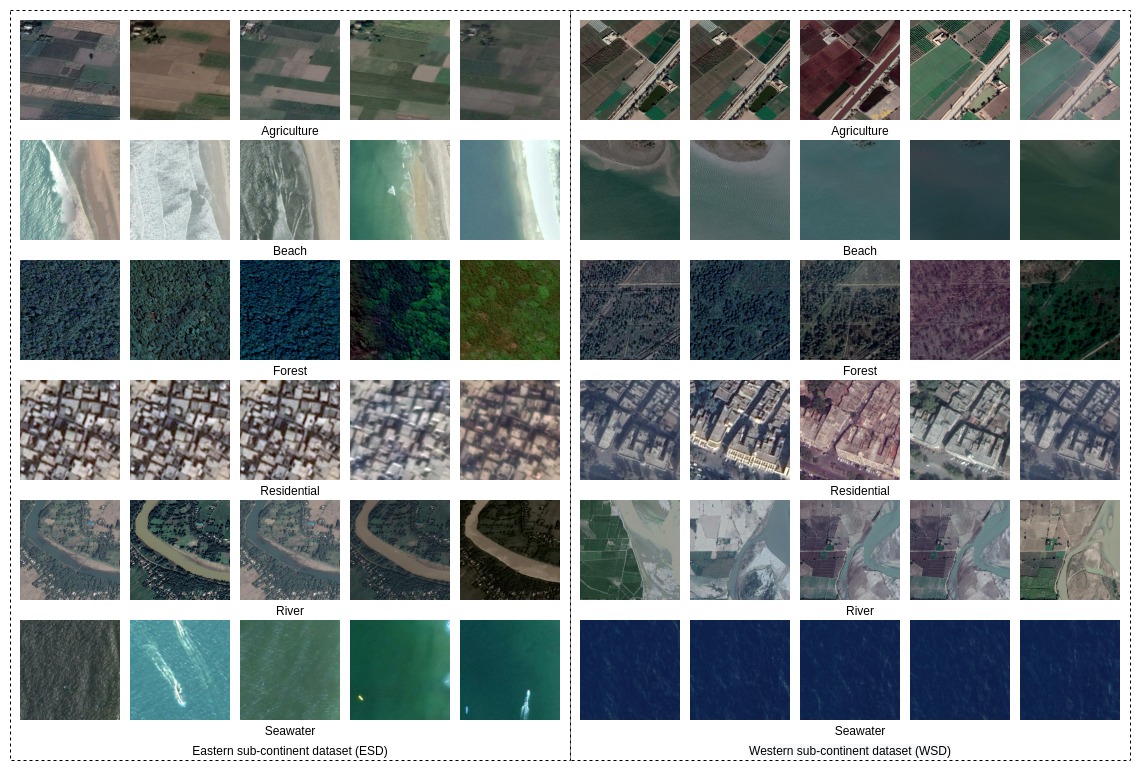 Agriculture
Agriculture
Beach
Beach
Forest
Forest
Residential
Residential
River
River
Seawater
Seawater
Eastern sub-continent dataset (ESD)
Western sub-continent dataset (WSD)